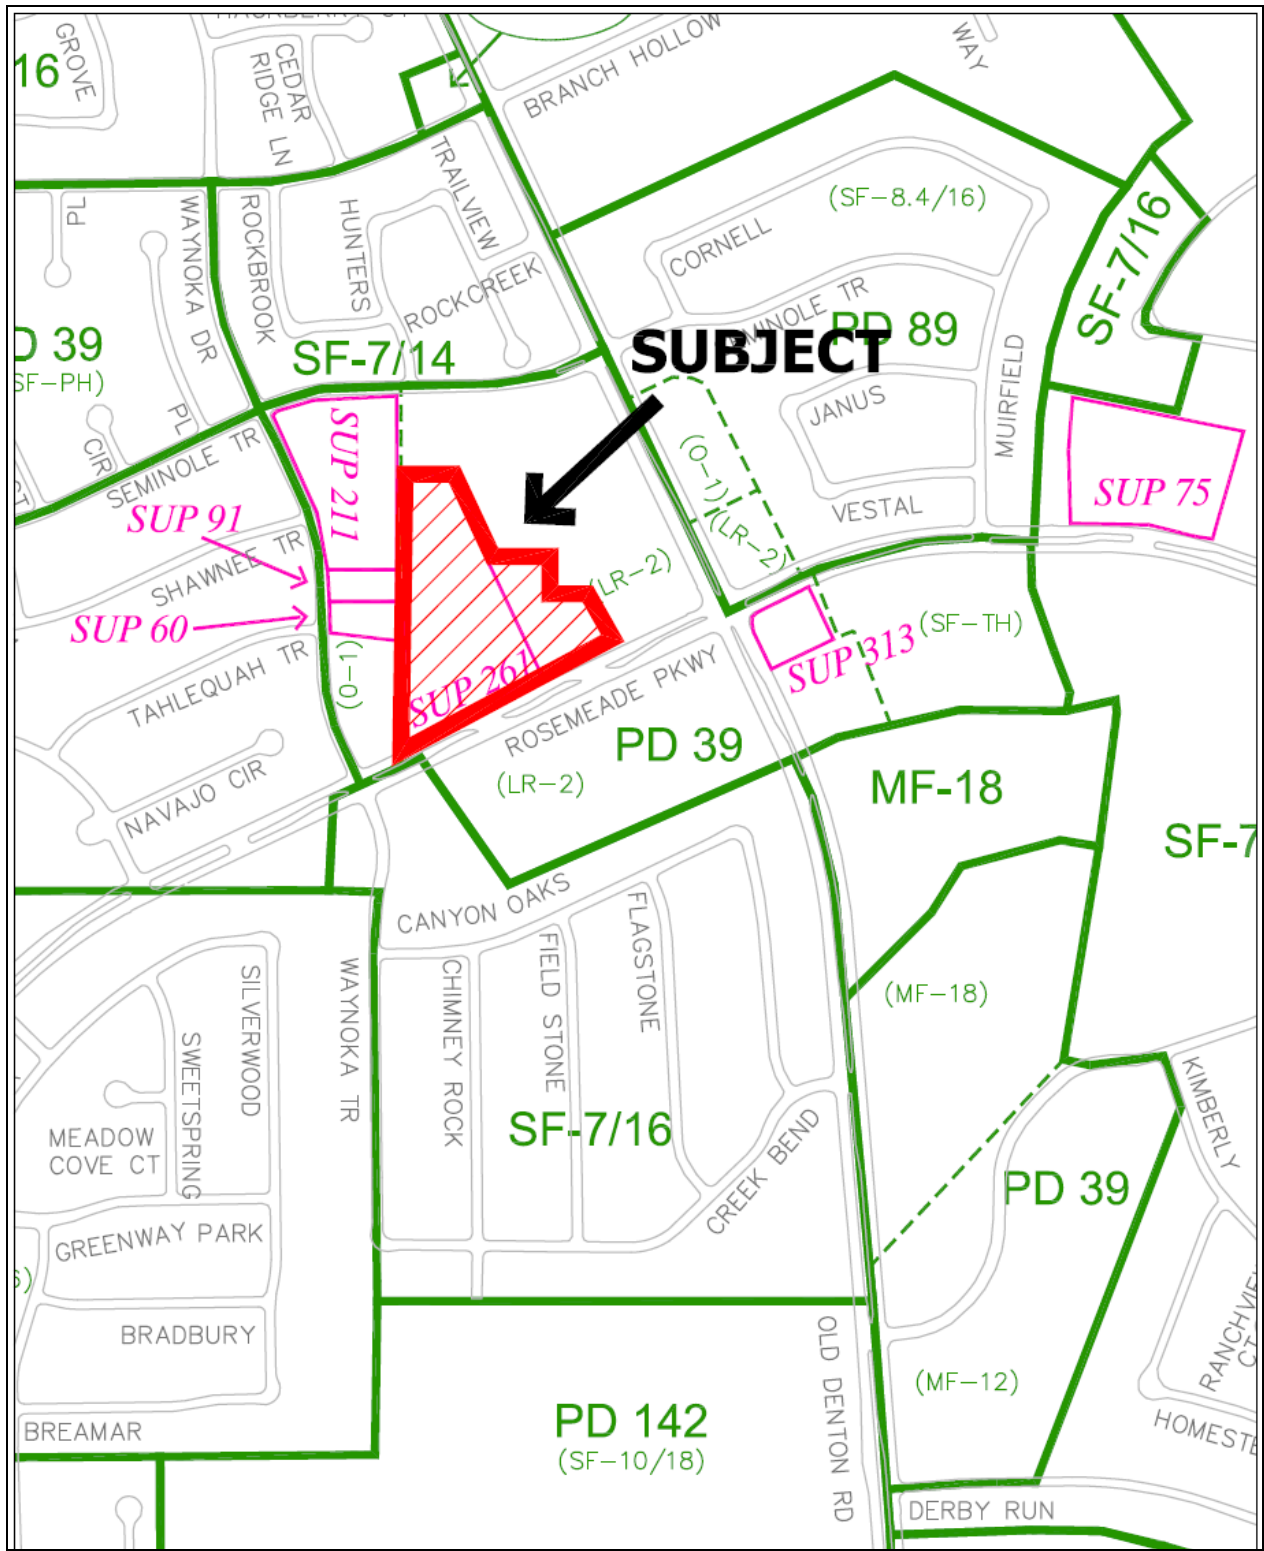 GROVE
16
CEDAR
RIDGE LN
BRANCH HOLLOW
WAY
TRAILVIEW
PL
WAYNOKA DR
ROCKBROOK
HUNTERS
ROCKCREEK
CORNELL
(SF-8.4/16)
SF-7/16
SEMINOLE TR
PD 89
SUBJECT
MUIRFIELD
JANUS
VESTAL
SUP 75
PD 39
(SF-PH)
SF-7/14
PL
CIR
SEMINOLE TR
SUP 211
SUP 91
SHAWNEE TR
SUP 60
TAHLEQUAH TR
(I-0)
(O-1)
(LR-2)
(LR-2)
SUP 261
SUP 313
(SF-TH)
ROSEMEADE PKWY
PD 39
(LR-2)
NAVAJO CIR
MF-18
SF-7
CANYON OAKS
FLAGSTONE
FIELD STONE
CHIMNEY ROCK
WAYNOKA TR
SILVERWOOD
SWEETSPRING
MEADOW
COVE CT
(MF-18)
SF-7/16
CREEK BEND
KIMBERLY
PD 39
GREENWAY PARK
BRADBURY
BREAMAR
PD 142
(SF-10/18)
OLD DENTON RD
(MF-12)
HOMESTE
DERBY RUN